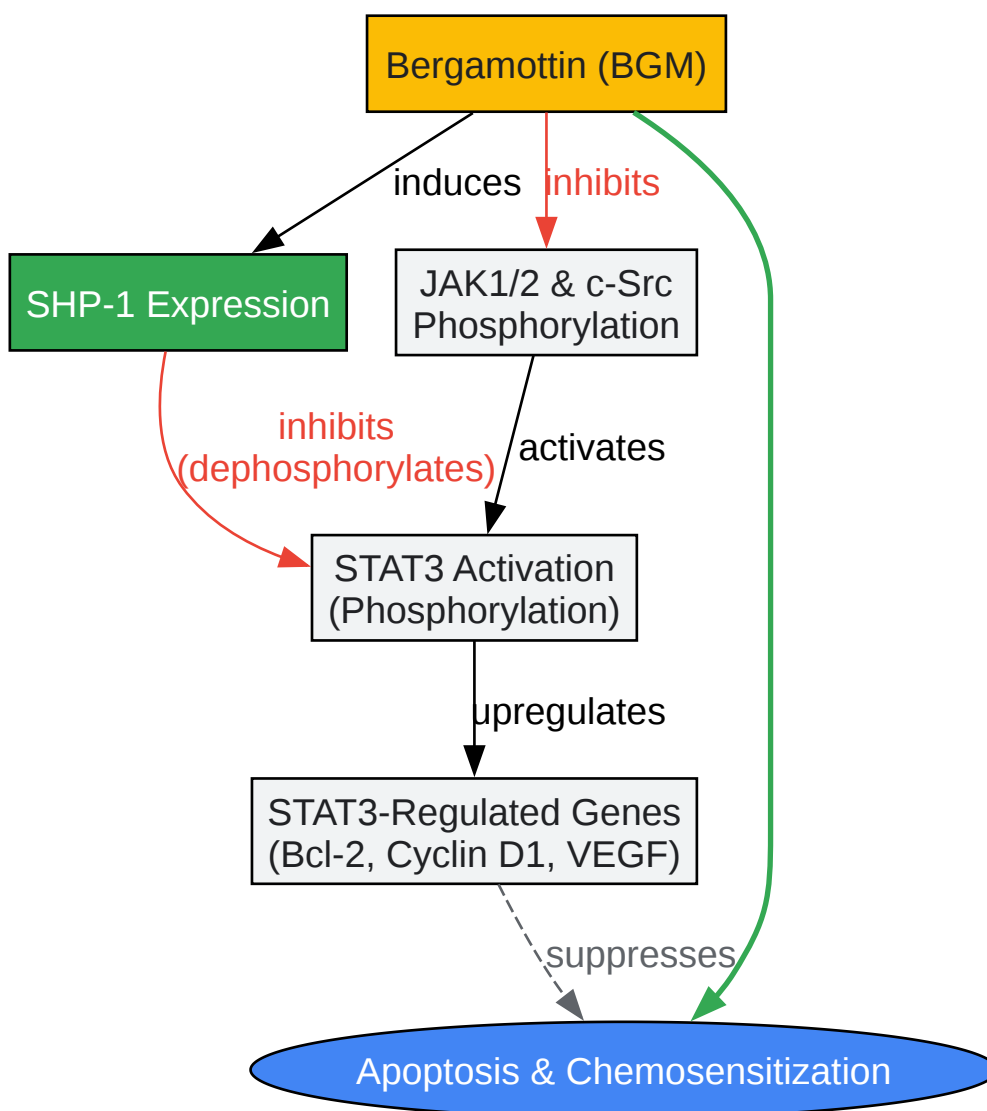 Bergamottin (BGM)
induces
inhibits
SHP-1 Expression
JAK1/2 & c-Src
Phosphorylation
inhibits
(dephosphorylates)
activates
STAT3 Activation
(Phosphorylation)
upregulates
STAT3-Regulated Genes
(Bcl-2, Cyclin D1, VEGF)
suppresses
Apoptosis & Chemosensitization